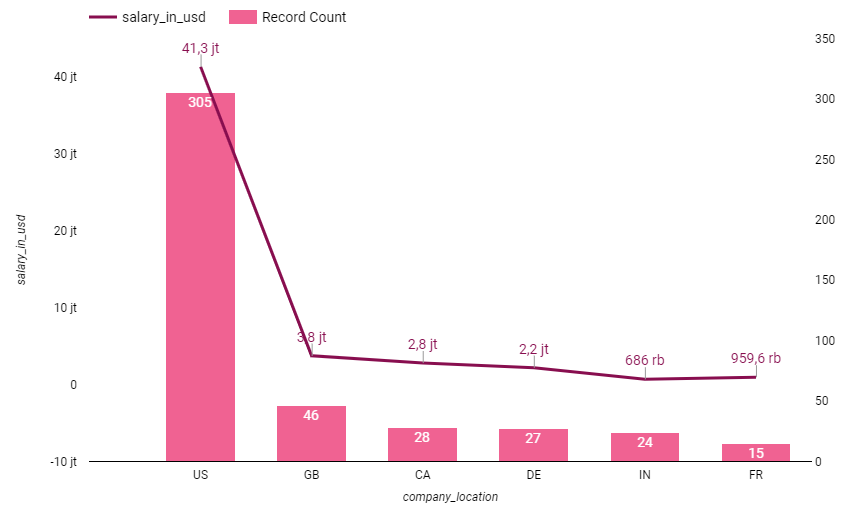 salary_in_usd Record Count
41,3 jt
40 jt
30 jt
20 jt
10 jt
0
-10 jt
salary_in_usd
305
3,8 jt
2,8 jt
2,2 jt
686 rb
959,6 rb
46
28
27
24
15
350
300
250
200
150
100
50
0
US GB CA DE IN FR
company_location